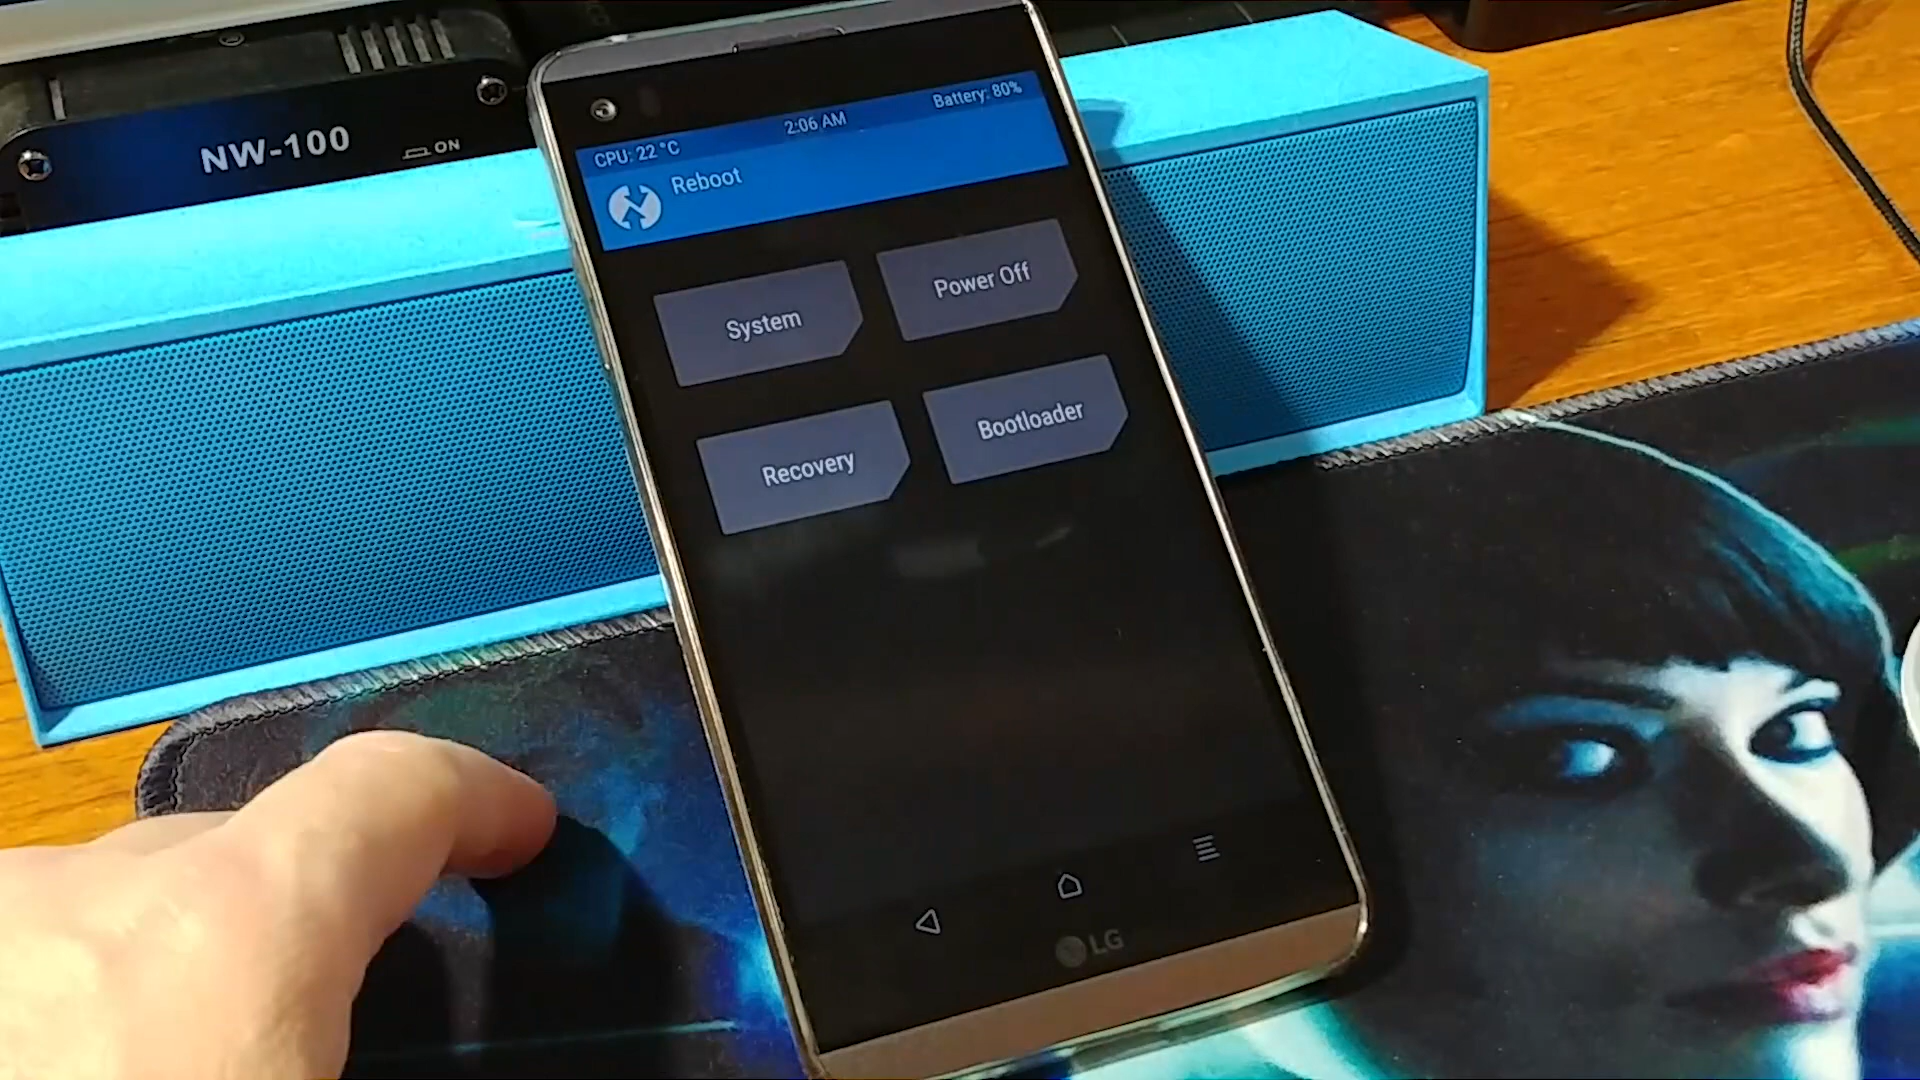 NW-100
ON
CPU: 22 °C
2:06 AM
Battery: 80%
Reboot
System
Power Off
Recovery
Bootloader
LG